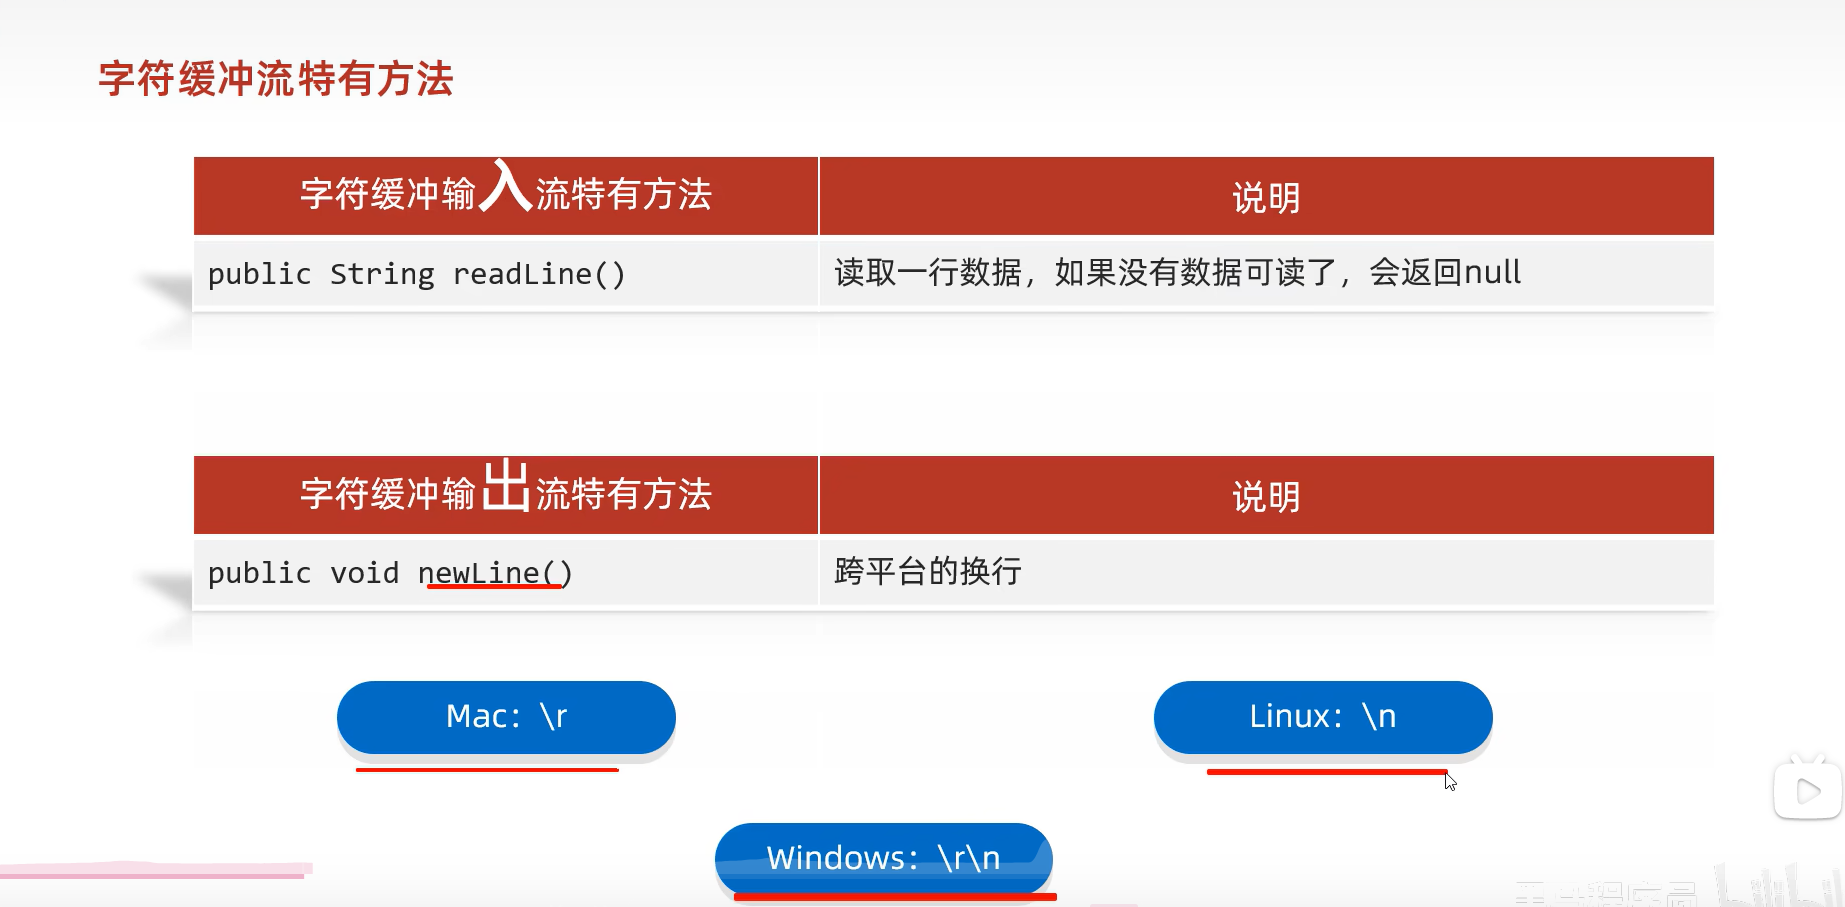 字符缓冲流特有方法
字符缓冲输入流特有方法
说明
public String readLine()
读取一行数据，如果没有数据可读了，会返回null
字符缓冲输出流特有方法
说明
public void newLine()
跨平台的换行
Mac：\r
Linux：\n
Windows：\r\n
bilibili